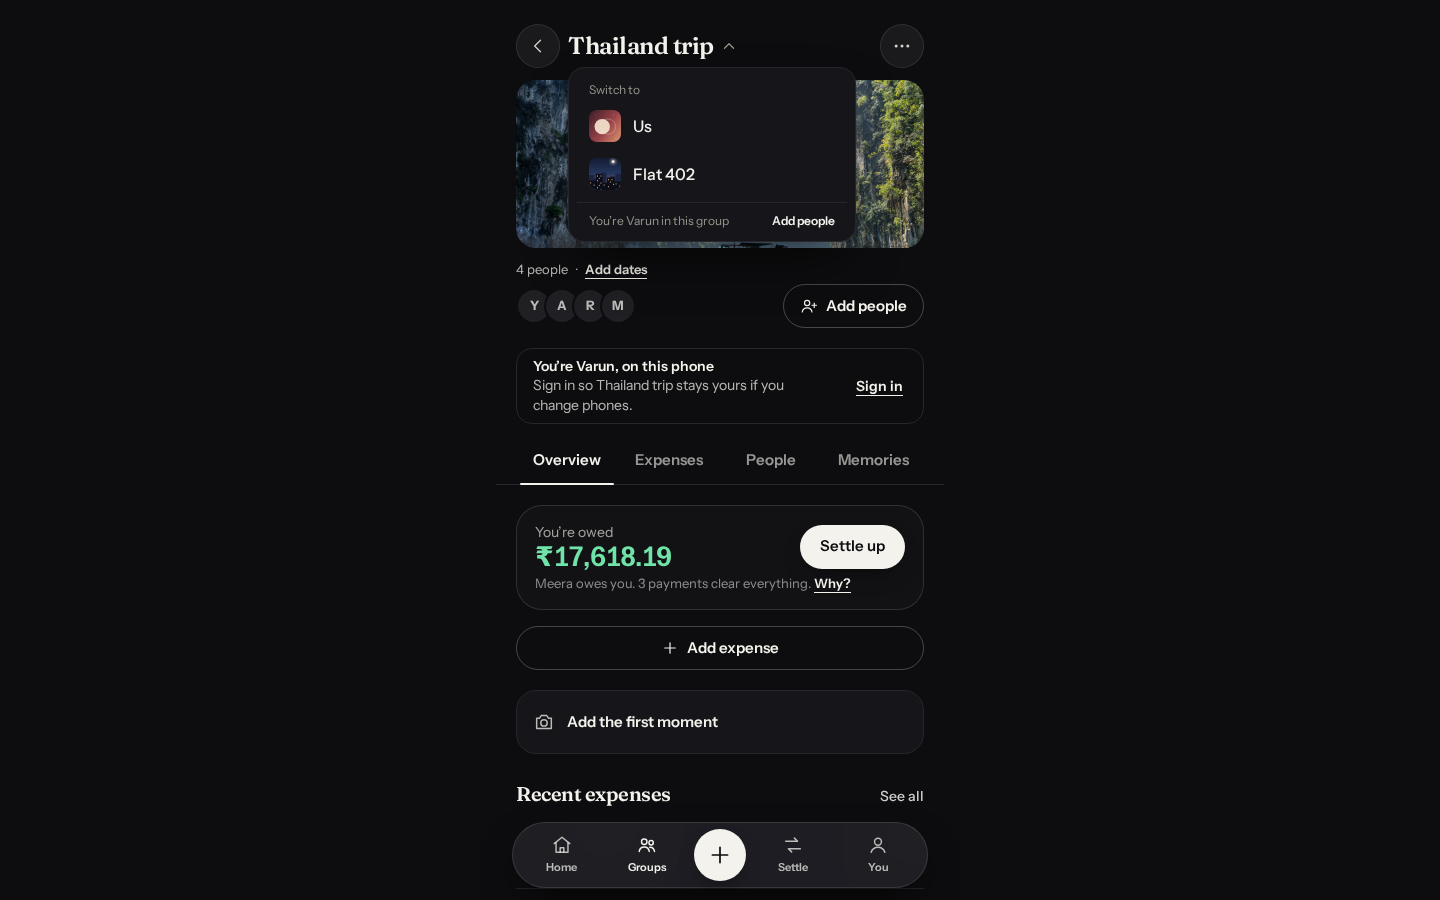 Thailand trip
Switch to
Us
Flat 402
You're Varun in this group
Add people
4 people · Add dates
Y A R M
Add people
You're Varun, on this phone
Sign in so Thailand trip stays yours if you
change phones.
Sign in
Overview
Expenses
People
Memories
You're owed
₹17,618.19
Settle up
Meera owes you. 3 payments clear everything. Why?
Add expense
Add the first moment
Recent expenses
See all
Home
Groups
Settle
You